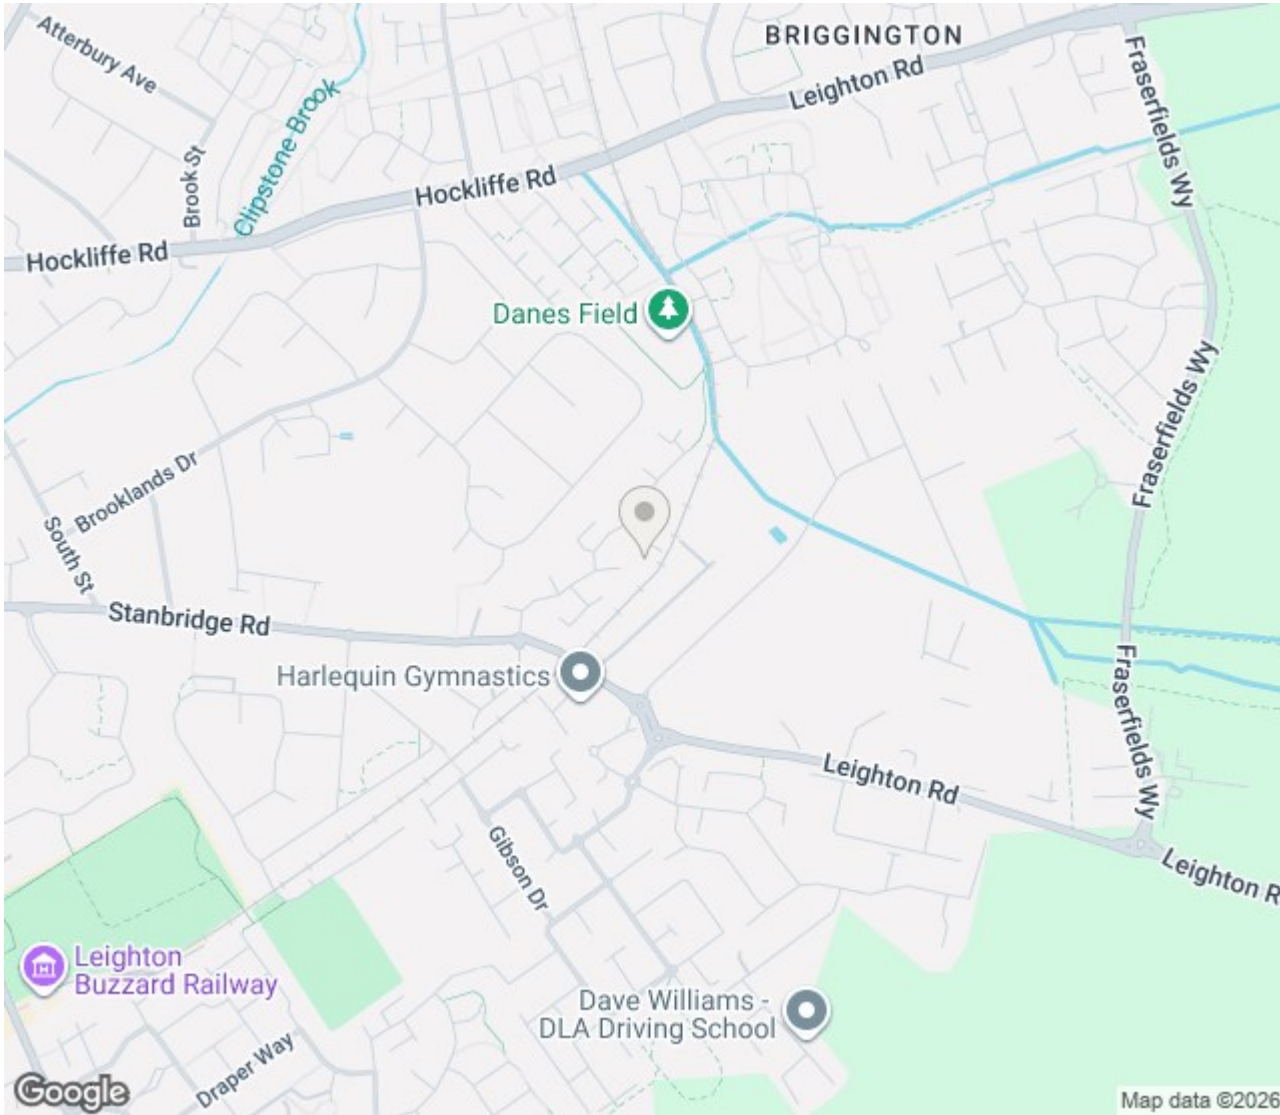 Atterbury Ave
BRIGGINGTON
Leighton Rd
Fraserfields Wy
Clipstone Brook
Brook St
Hockliffe Rd
Hockliffe Rd
Danes Field
Fraserfields Wy
Brooklands Dr
South St
Stanbridge Rd
Harlequin Gymnastics
Fraserfields Wy
Leighton Rd
Gibson Dr
Leighton R
Leighton
Buzzard Railway
Dave Williams -
DLA Driving School
Draper Way
Google
Map data ©2026